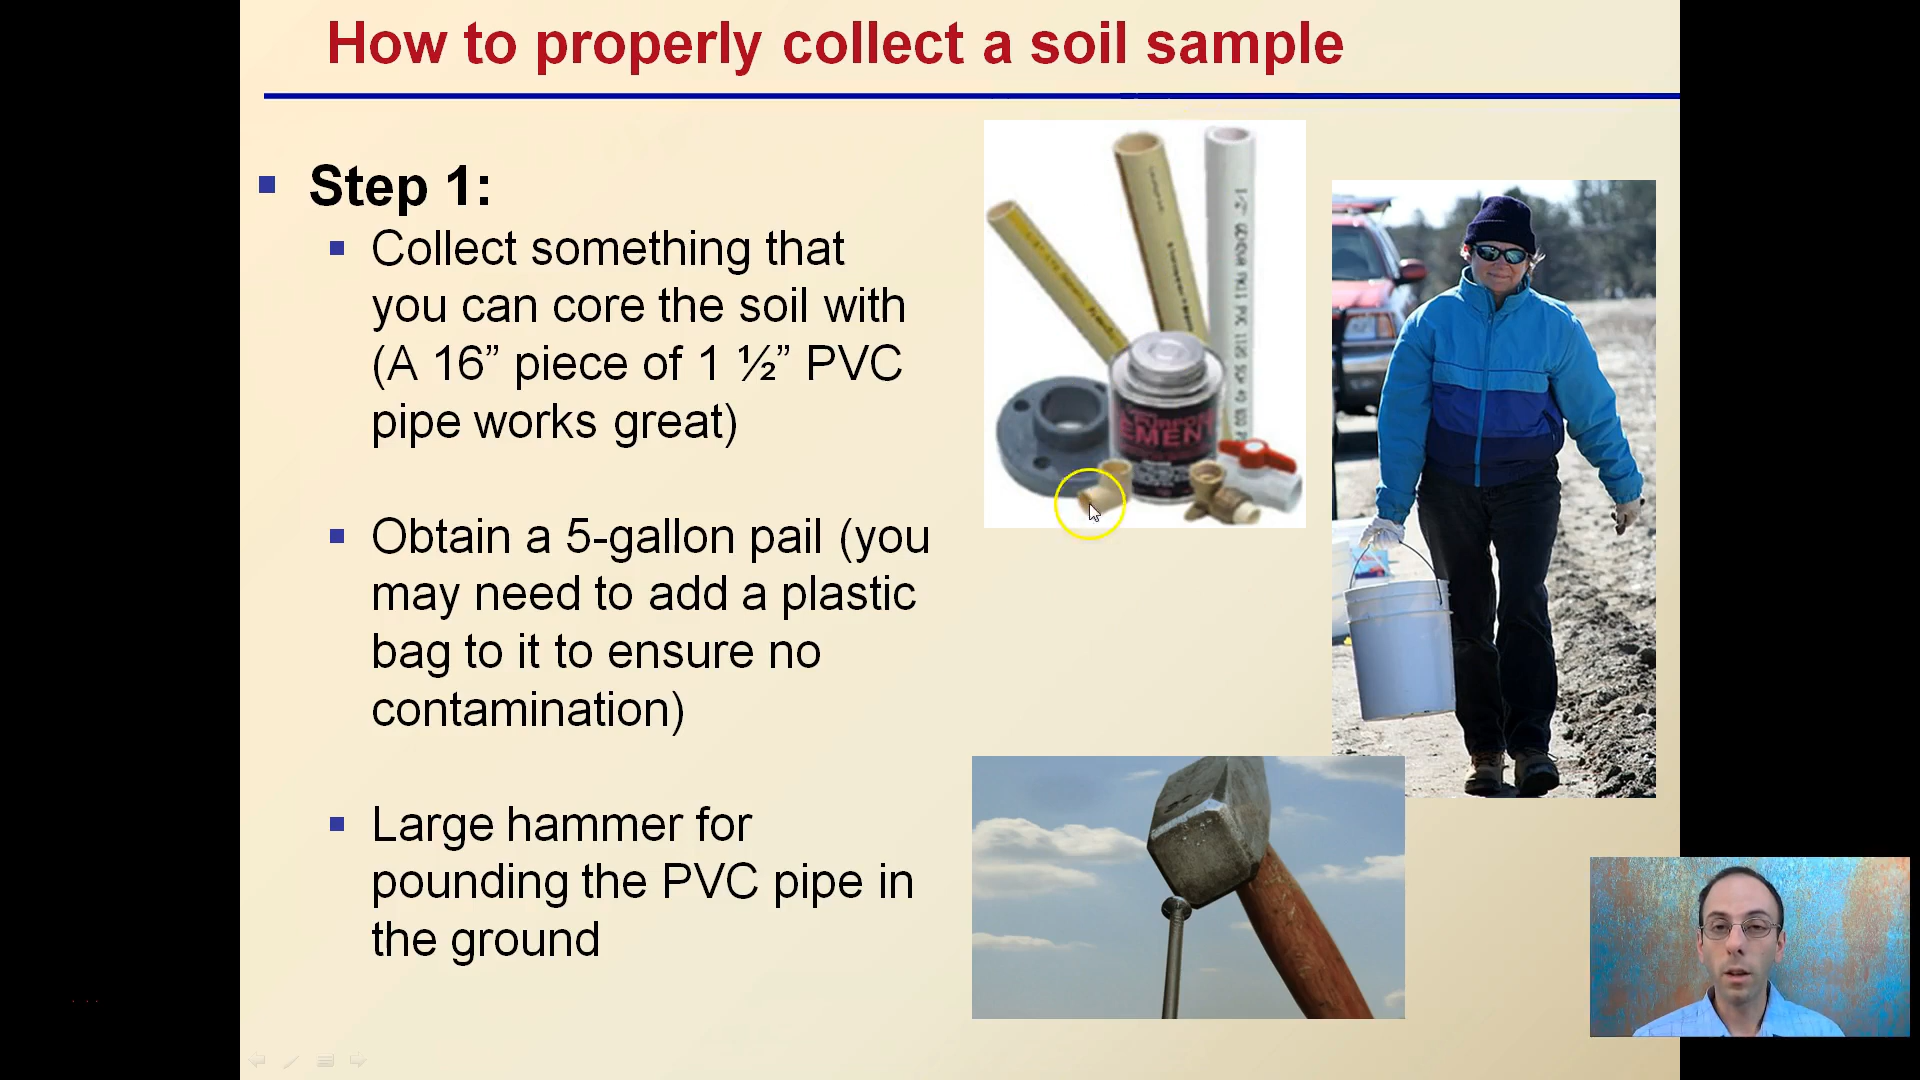 How to properly collect a soil sample
Step 1:
Collect something that
you can core the soil with
(A 16” piece of 1 ½” PVC
pipe works great)
Obtain a 5-gallon pail (you
may need to add a plastic
bag to it to ensure no
contamination)
Large hammer for
pounding the PVC pipe in
the ground